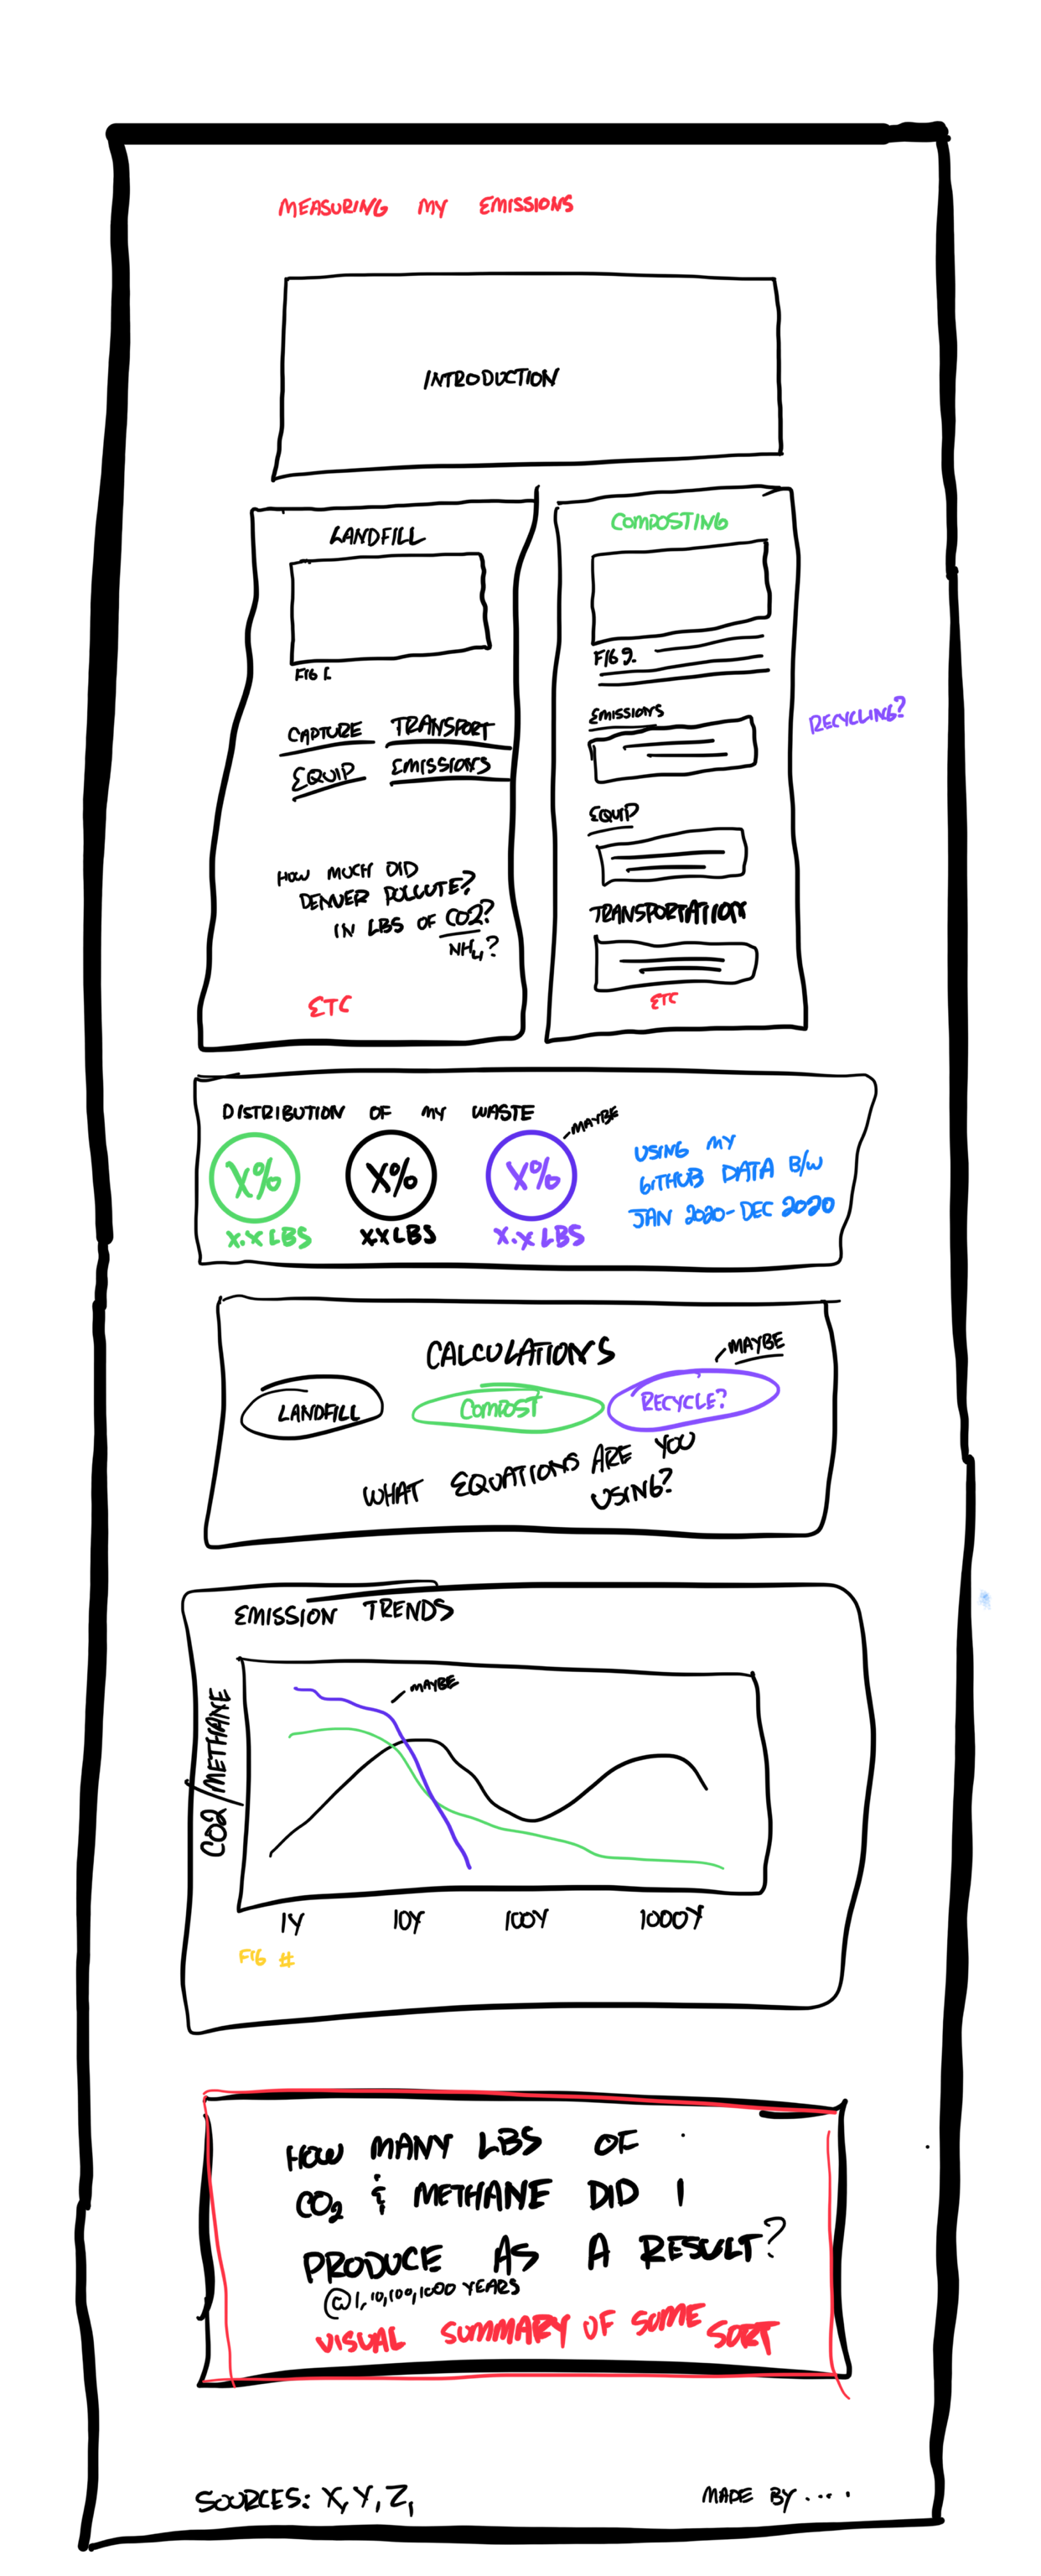 MEASURING MY EMISSIONS
INTRODUCTION
LANDFILL
FIG 1.
CAPTURE TRANSPORT
EQUIP EMISSIONS
HOW MUCH DID
DENVER POLLUTE?
IN LBS OF CO2?
NH4?
ETC
COMPOSTING
FIG 9.
EMISSIONS
EQUIP
TRANSPORTATION
ETC
RECYCLING?
DISTRIBUTION OF MY WASTE
MAYBE
X% X% X%
X.X LBS X.X LBS X.X LBS
USING MY
GITHUB DATA B/W
JAN 2020-DEC 2020
CALCULATIONS
MAYBE
LANDFILL COMPOST RECYCLE?
WHAT EQUATIONS ARE YOU
USING?
EMISSION TRENDS
MAYBE
CO2/METHANE
1Y 10Y 100Y 1000Y
FIG #
HOW MANY LBS OF
CO2 & METHANE DID I
PRODUCE AS A RESULT?
@1,10,100,1000 YEARS
VISUAL SUMMARY OF SOME SORT
SOURCES: X, Y, Z,
MADE BY....